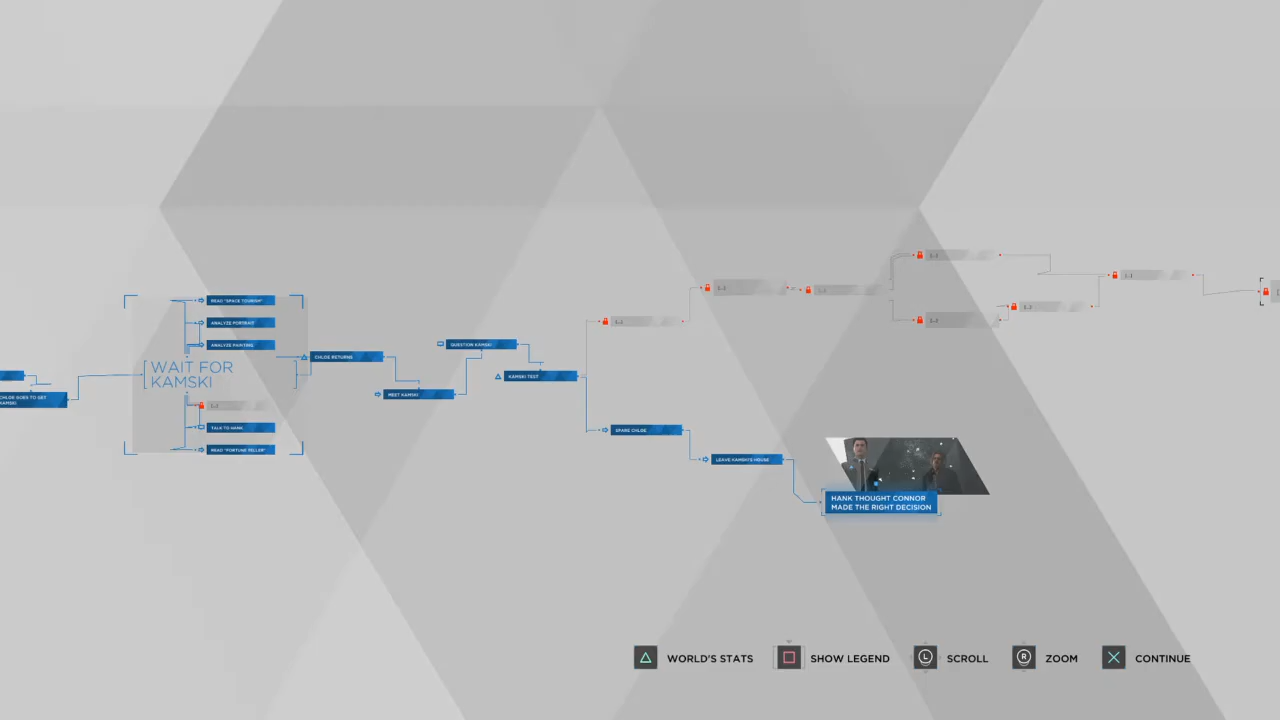 CHLOE GOES TO GET
KAMSKI
WAIT FOR
KAMSKI
READ "SPACE TOURISM"
ANALYZE PORTRAIT
ANALYZE PAINTING
[...]
TALK TO HANK
READ "FORTUNE TELLER"
CHLOE RETURNS
MEET KAMSKI
QUESTION KAMSKI
KAMSKI TEST
[...]
[...]
[...]
[...]
[...]
[...]
[...]
SPARE CHLOE
LEAVE KAMSKI'S HOUSE
HANK THOUGHT CONNOR
MADE THE RIGHT DECISION
WORLD'S STATS
SHOW LEGEND
L
SCROLL
R
ZOOM
CONTINUE